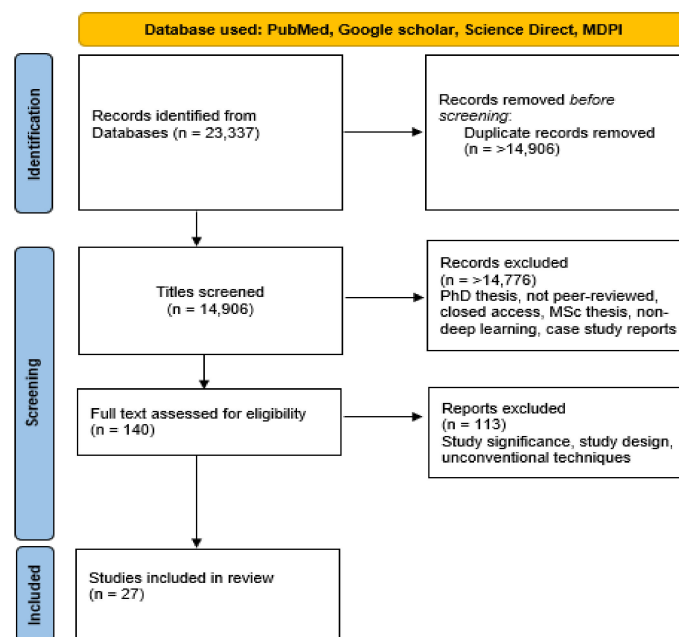 Database used: PubMed, Google scholar, Science Direct, MDPI
Identification
Records identified from
Databases (n = 23,337)
Records removed before
screening:
Duplicate records removed
(n = >14,906)
Screening
Titles screened
(n = 14,906)
Records excluded
(n = >14,776)
PhD thesis, not peer-reviewed,
closed access, MSc thesis, non-
deep learning, case study reports
Full text assessed for eligibility
(n = 140)
Reports excluded
(n = 113)
Study significance, study design,
unconventional techniques
Included
Studies included in review
(n = 27)